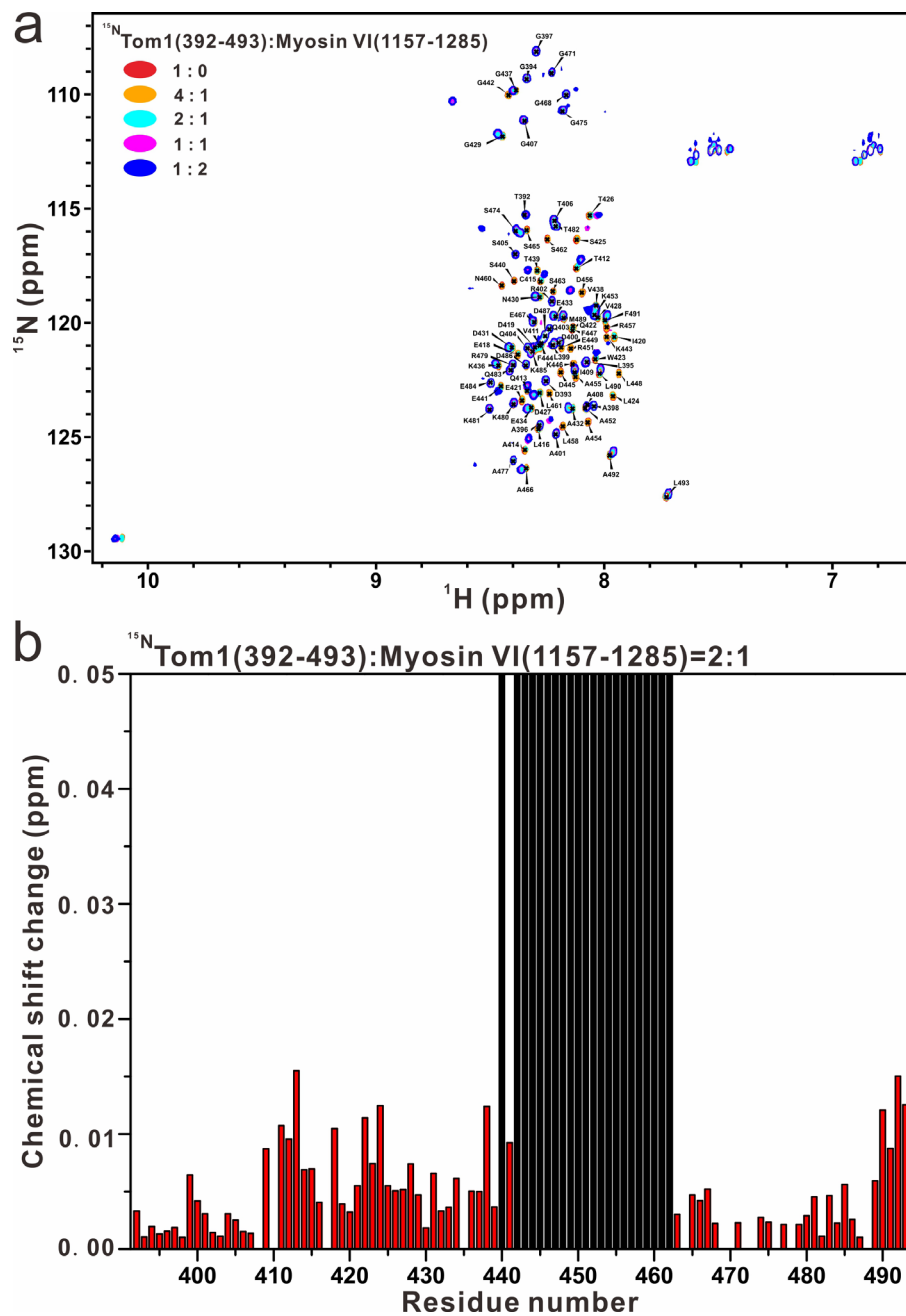 a
15N
Tom1(392-493):Myosin VI(1157-1285)
1 : 0
4 : 1
2 : 1
1 : 1
1 : 2
G397
G394
G471
G437
G442
G468
G475
G429
G407
T392
T406
T426
S474
T482
S465
S405
S462
S425
T439
T412
S440
C415
S463
D456
N460
R402
V438
K453
N430
E433
V428
E467
D487
M489
Q422
F491
D419
Q403
F447
R457
D431
Q404
V411
D400
E449
I420
E418
F444
L399
R451
K443
R479
D486
K485
K446
W423
L395
K436
I409
L490
Q483
Q413
D445
A455
L448
E484
E421
D393
A408
E441
L461
A398
L424
K481
K480
D427
A432
A452
E434
A396
L416
L458
A454
A414
A401
A492
A477
A466
L493
110
115
120
125
130
15N (ppm)
10
9
8
7
1H (ppm)
b
15N
Tom1(392-493):Myosin VI(1157-1285)=2:1
0. 05
0. 04
0. 03
0. 02
0. 01
0. 00
Chemical shift change (ppm)
400
410
420
430
440
450
460
470
480
490
Residue number